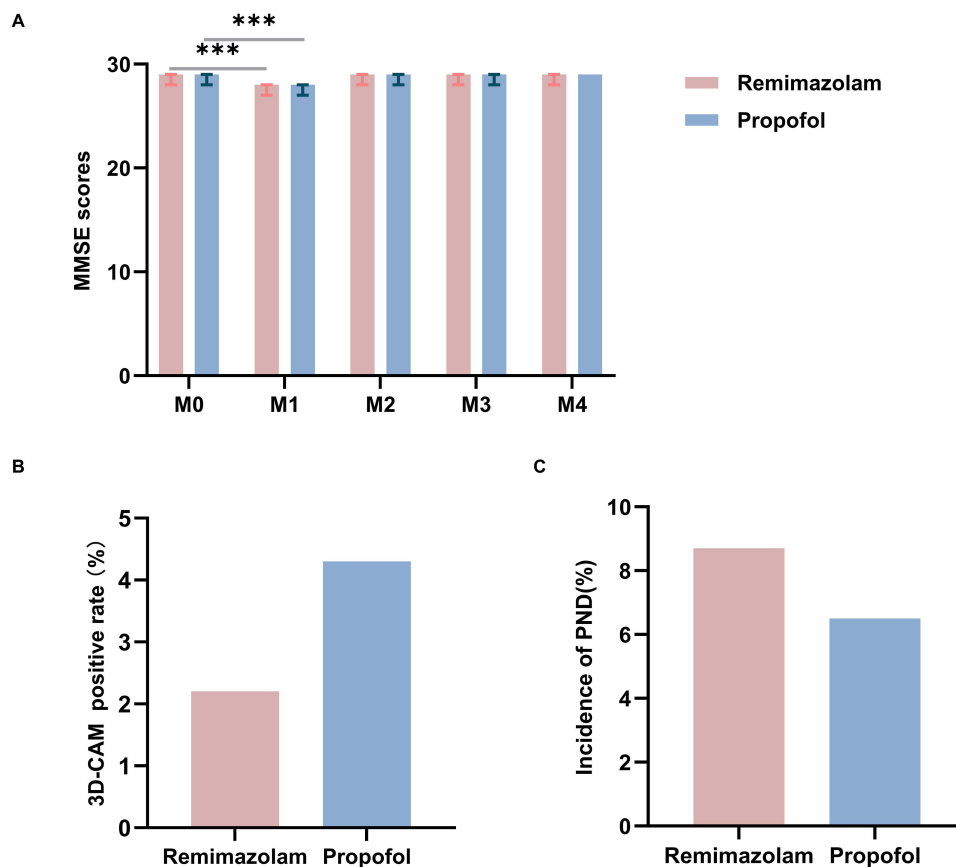 A
***
***
30
20
10
0
MMSE scores
M0 M1 M2 M3 M4
Remimazolam
Propofol
B
5
4
3
2
1
0
3D-CAM positive rate（%）
Remimazolam Propofol
C
10
8
6
4
2
0
Incidence of PND(%)
Remimazolam Propofol